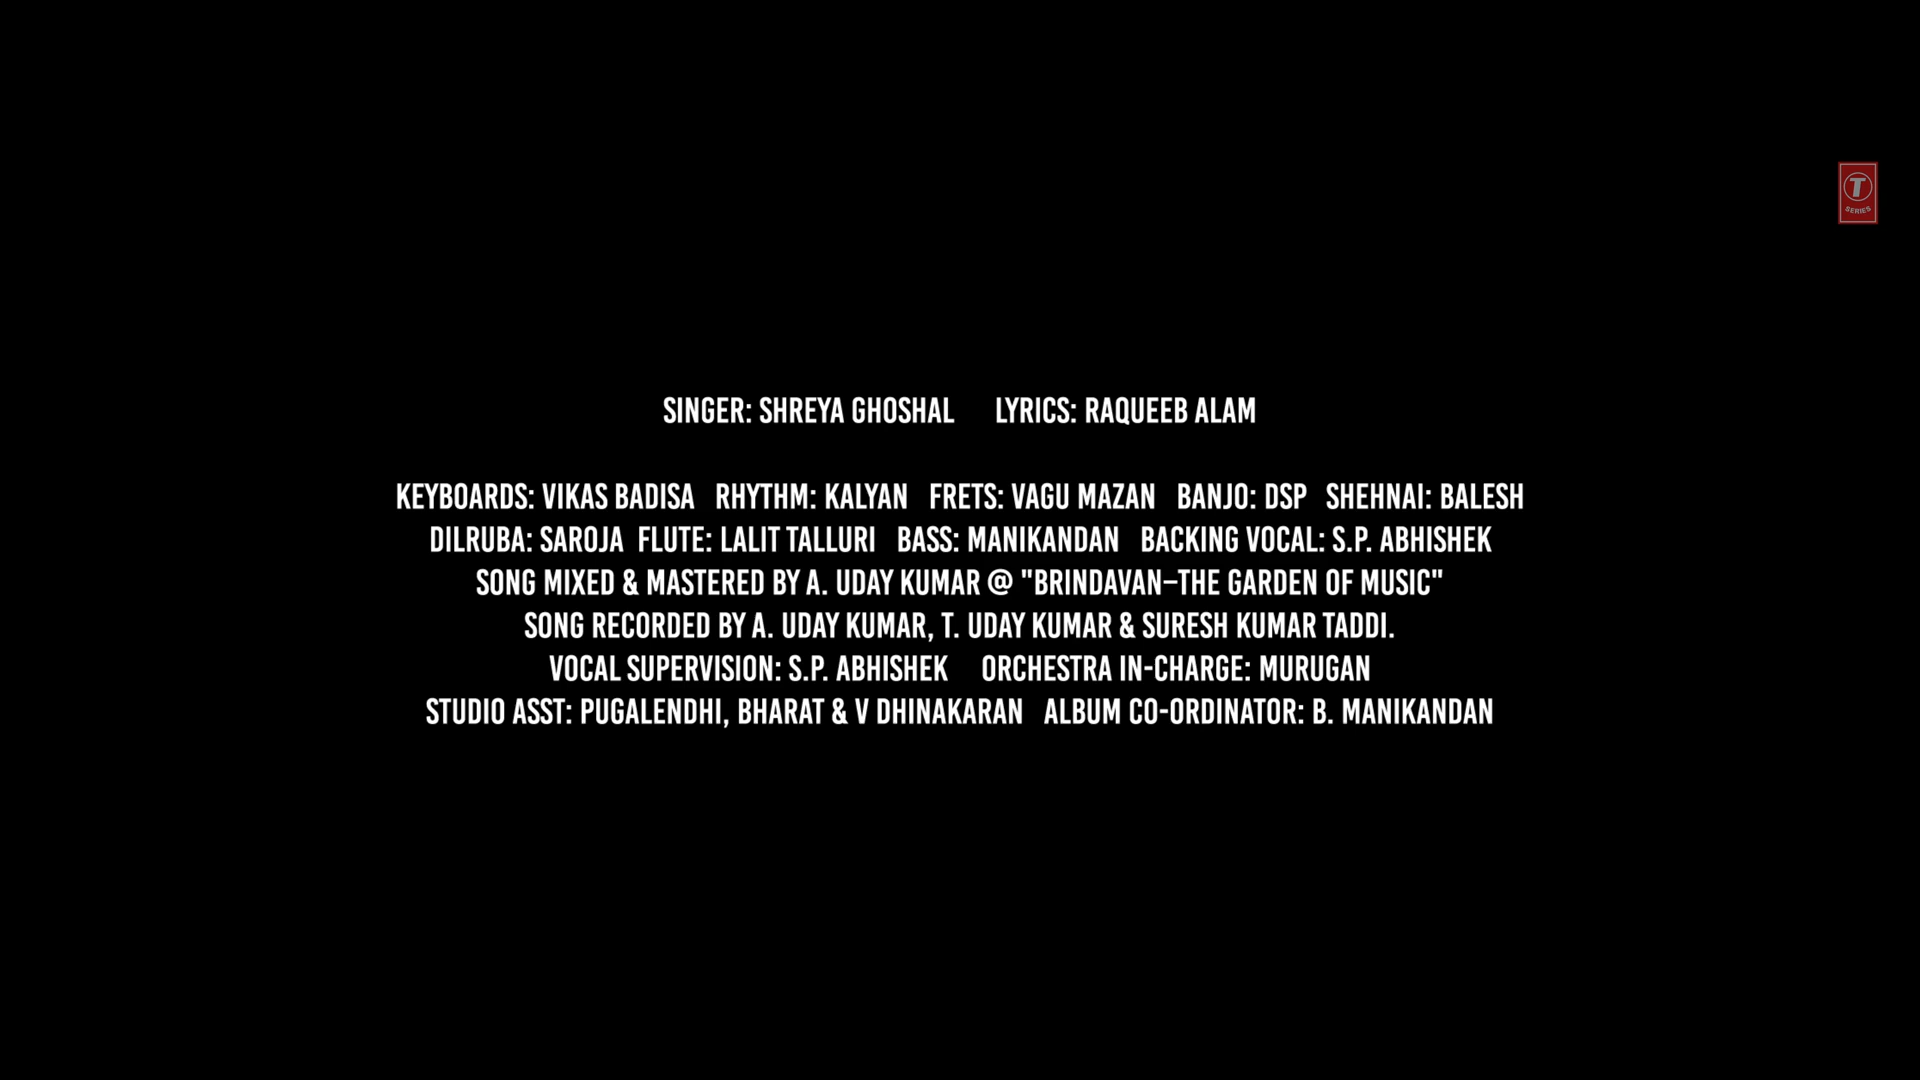 T
SERIES
SINGER: SHREYA GHOSHAL LYRICS: RAQUEEB ALAM
KEYBOARDS: VIKAS BADISA RHYTHM: KALYAN FRETS: VAGU MAZAN BANJO: DSP SHEHNAI: BALESH
DILRUBA: SAROJA FLUTE: LALIT TALLURI BASS: MANIKANDAN BACKING VOCAL: S.P. ABHISHEK
SONG MIXED & MASTERED BY A. UDAY KUMAR @ "BRINDAVAN–THE GARDEN OF MUSIC"
SONG RECORDED BY A. UDAY KUMAR, T. UDAY KUMAR & SURESH KUMAR TADDI.
VOCAL SUPERVISION: S.P. ABHISHEK ORCHESTRA IN-CHARGE: MURUGAN
STUDIO ASST: PUGALENDHI, BHARAT & V DHINAKARAN ALBUM CO-ORDINATOR: B. MANIKANDAN